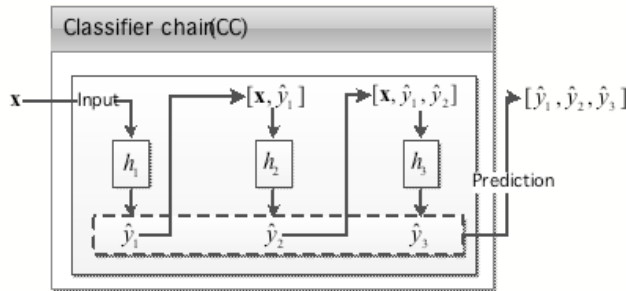 Classifier chain(CC)
x Input [x, ŷ₁] [x, ŷ₁, ŷ₂] [ŷ₁, ŷ₂, ŷ₃]
h₁ h₂ h₃
Prediction
ŷ₁ ŷ₂ ŷ₃